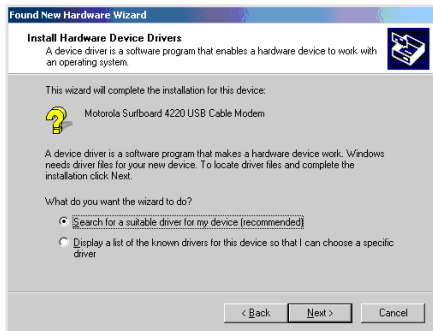 Found New Hardware Wizard
Install Hardware Device Drivers
A device driver is a software program that enables a hardware device to work with
an operating system.
This wizard will complete the installation for this device:
Motorola Surfboard 4220 USB Cable Modem
A device driver is a software program that makes a hardware device work. Windows
needs driver files for your new device. To locate driver files and complete the
installation click Next.
What do you want the wizard to do?
Search for a suitable driver for my device (recommended)
Display a list of the known drivers for this device so that I can choose a specific
driver
< Back
Next >
Cancel